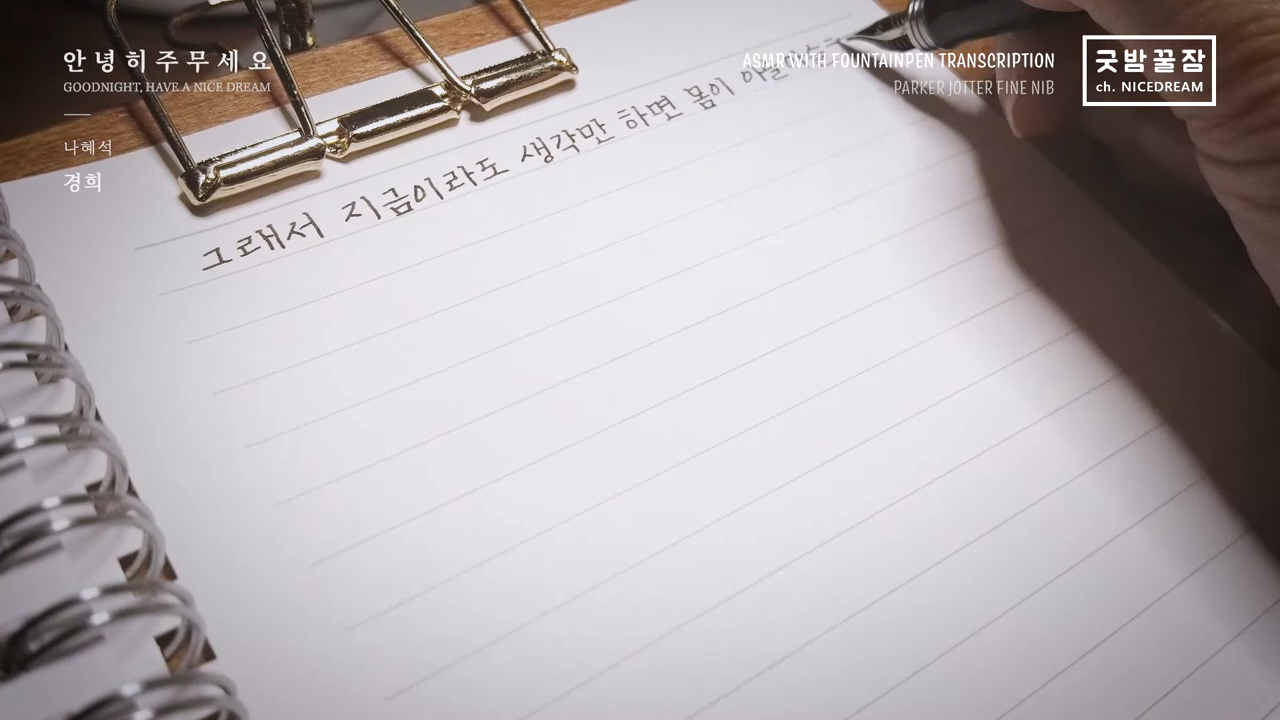 안녕히주무세요
GOODNIGHT, HAVE A NICE DREAM
나혜석
경희
ASMR WITH FOUNTAINPEN TRANSCRIPTION
PARKER JOTTER FINE NIB
굿밤꿀잠
ch. NICEDREAM
그래서 지금이라도 생각만 하면 몸이